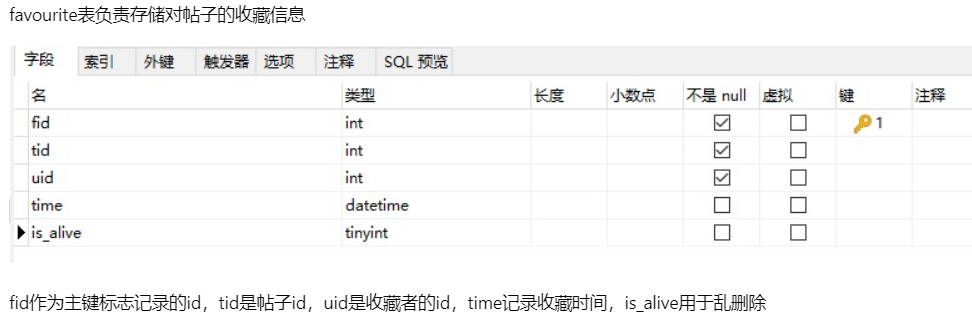 favourite表负责存储对帖子的收藏信息
字段 索引 外键 触发器 选项 注释 SQL 预览
名 类型 长度 小数点 不是 null 虚拟 键 注释
fid int 1
tid int
uid int
time datetime
is_alive tinyint
fid作为主键标志记录的id，tid是帖子id，uid是收藏者的id，time记录收藏时间，is_alive用于乱删除